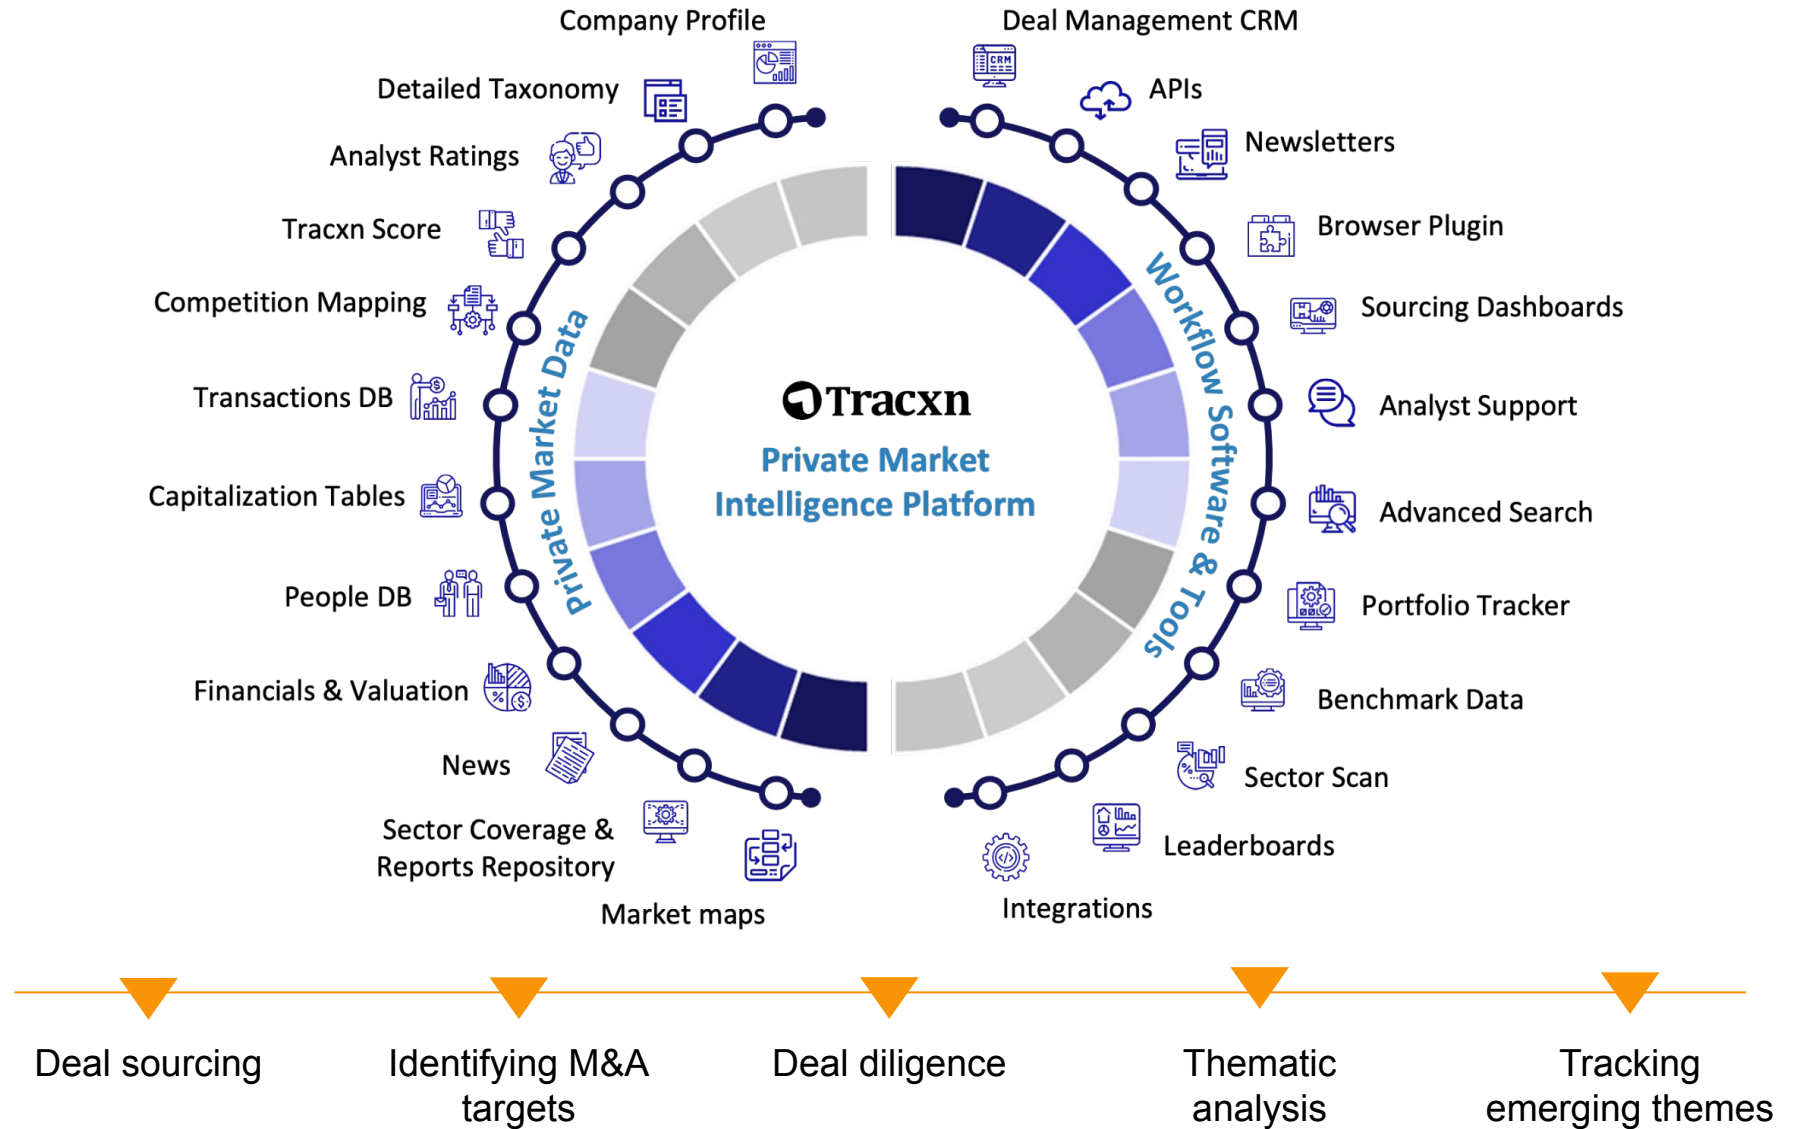 Company Profile
Detailed Taxonomy
Analyst Ratings
Tracxn Score
Competition Mapping
Transactions DB
Capitalization Tables
People DB
Financials & Valuation
News
Sector Coverage &
Reports Repository
Market maps
Private Market Data
Tracxn
Private Market
Intelligence Platform
Workflow Software & Tools
Deal Management CRM
CRM
APIs
Newsletters
Browser Plugin
Sourcing Dashboards
Analyst Support
Advanced Search
Portfolio Tracker
Benchmark Data
Sector Scan
Leaderboards
Integrations
Deal sourcing
Identifying M&A
targets
Deal diligence
Thematic
analysis
Tracking
emerging themes